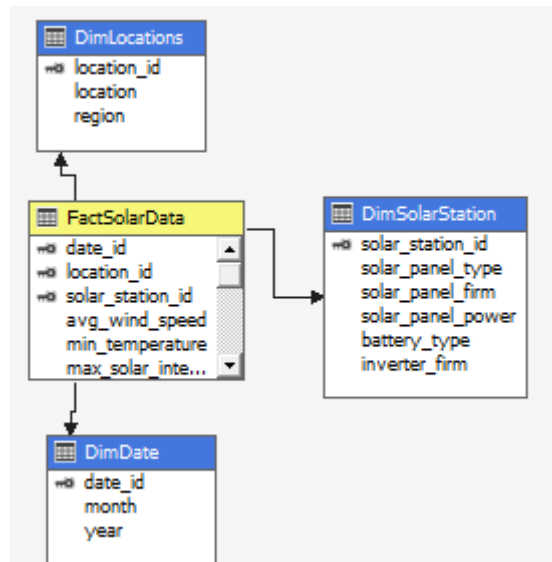 DimLocations
location_id
location
region
FactSolarData
date_id
location_id
solar_station_id
avg_wind_speed
min_temperature
max_solar_inte...
DimSolarStation
solar_station_id
solar_panel_type
solar_panel_firm
solar_panel_power
battery_type
inverter_firm
DimDate
date_id
month
year